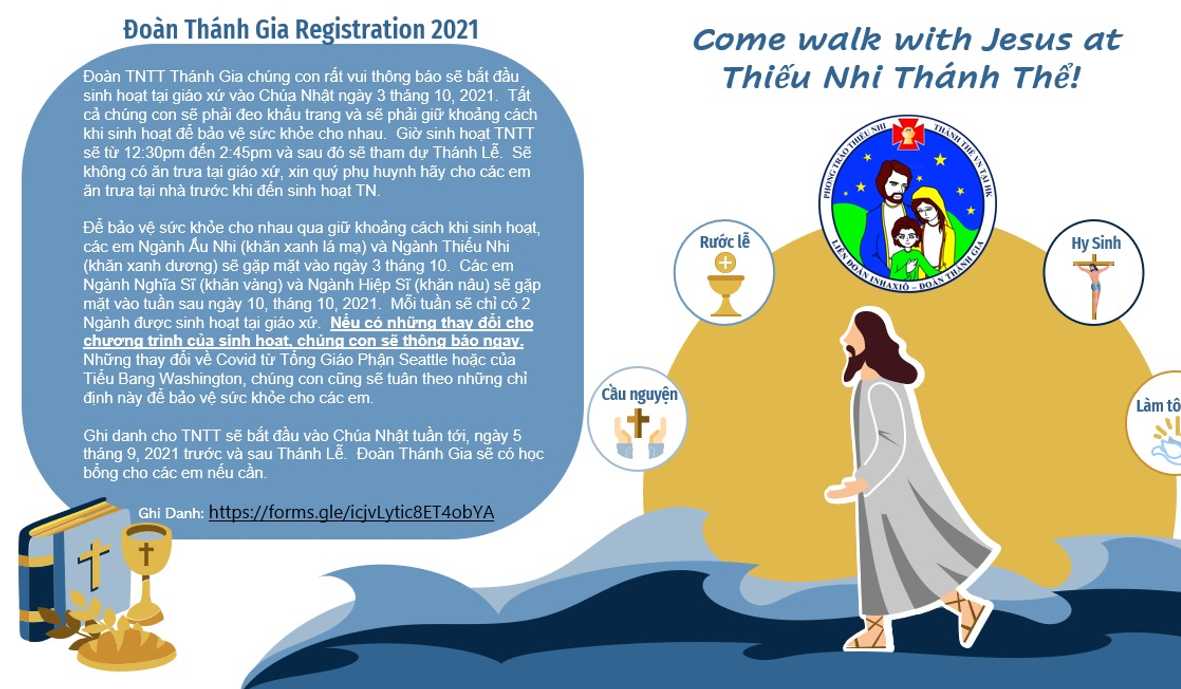 Đoàn Thánh Gia Registration 2021
Đoàn TNTT Thánh Gia chúng con rất vui thông báo sẽ bắt đầu
sinh hoạt tại giáo xứ vào Chúa Nhật ngày 3 tháng 10, 2021. Tất
cả chúng con sẽ phải đeo khẩu trang và sẽ phải giữ khoảng cách
khi sinh hoạt để bảo vệ sức khỏe cho nhau. Giờ sinh hoạt TNTT
sẽ từ 12:30pm đến 2:45pm và sau đó sẽ tham dự Thánh Lễ. Sẽ
không có ăn trưa tại giáo xứ, xin quý phụ huynh hãy cho các em
ăn trưa tại nhà trước khi đến sinh hoạt TN.
Để bảo vệ sức khỏe cho nhau qua giữ khoảng cách khi sinh hoạt,
các em Ngành Ấu Nhi (khăn xanh lá mạ) và Ngành Thiếu Nhi
(khăn xanh dương) sẽ gặp mặt vào ngày 3 tháng 10. Các em
Ngành Nghĩa Sĩ (khăn vàng) và Ngành Hiệp Sĩ (khăn nâu) sẽ gặp
mặt vào tuần sau ngày 10, tháng 10, 2021. Mỗi tuần sẽ chỉ có 2
Ngành được sinh hoạt tại giáo xứ. Nếu có những thay đổi cho
chương trình của sinh hoạt, chúng con sẽ thông báo ngay.
Những thay đổi về Covid từ Tổng Giáo Phận Seattle hoặc của
Tiểu Bang Washington, chúng con cũng sẽ tuân theo những chỉ
định này để bảo vệ sức khỏe cho các em.
Ghi danh cho TNTT sẽ bắt đầu vào Chúa Nhật tuần tới, ngày 5
tháng 9, 2021 trước và sau Thánh Lễ. Đoàn Thánh Gia sẽ có học
bổng cho các em nếu cần.
Ghi Danh: https://forms.gle/icjvLytic8ET4obYA
Come walk with Jesus at
Thiếu Nhi Thánh Thể!
PHONG TRÀO THIẾU NHI THÁNH THỂ VN TẠI HK
LIÊN ĐOÀN INHAXIÔ – ĐOÀN THÁNH GIA
Rước lễ
Hy Sinh
Cầu nguyện
Làm tô